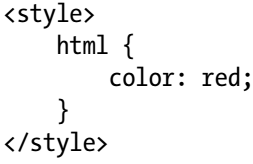 <style>
    html {
        color: red;
    }
</style>